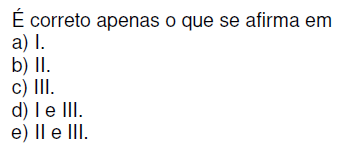 É correto apenas o que se afirma em
a) I.
b) II.
c) III.
d) I e III.
e) II e III.